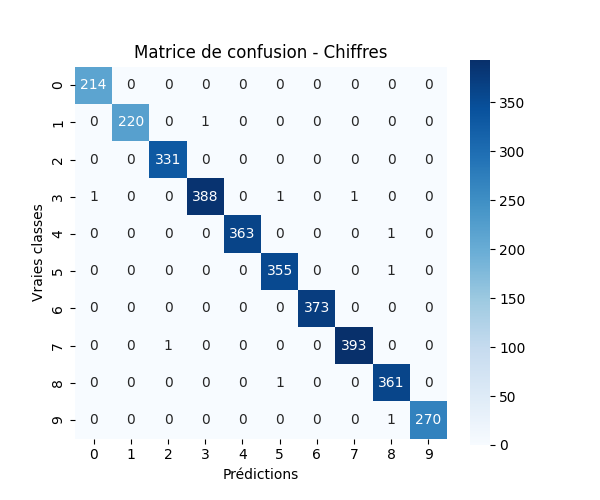 Matrice de confusion - Chiffres
0 214 0 0 0 0 0 0 0 0 0
1 0 220 0 1 0 0 0 0 0 0
2 0 0 331 0 0 0 0 0 0 0
3 1 0 0 388 0 1 0 1 0 0
4 0 0 0 0 363 0 0 0 1 0
5 0 0 0 0 0 355 0 0 1 0
6 0 0 0 0 0 0 373 0 0 0
7 0 0 1 0 0 0 0 393 0 0
8 0 0 0 0 0 1 0 0 361 0
9 0 0 0 0 0 0 0 0 1 270
0 1 2 3 4 5 6 7 8 9
Prédictions
Vraies classes
350
300
250
200
150
100
50
0